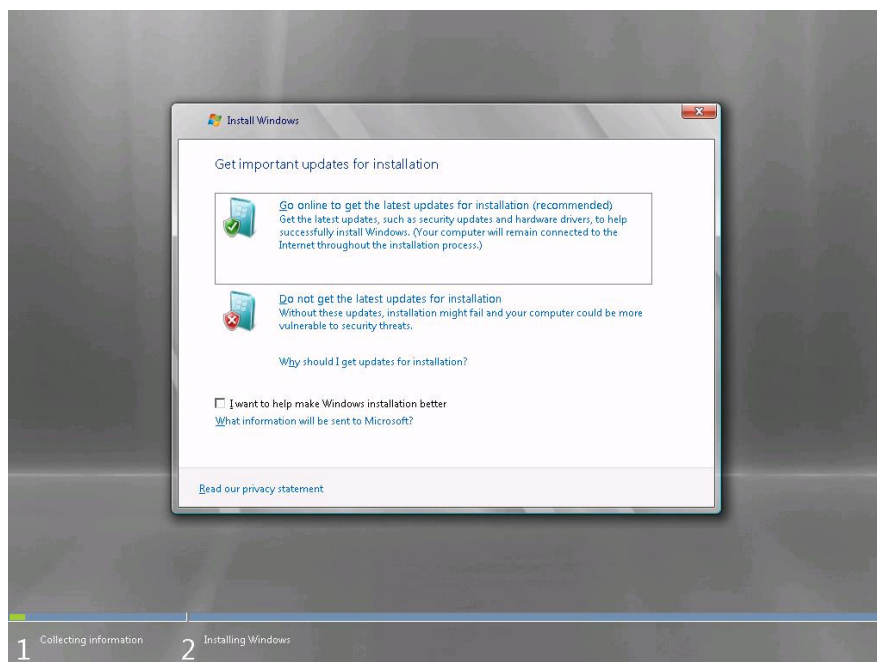 Install Windows
Get important updates for installation
Go online to get the latest updates for installation (recommended)
Get the latest updates, such as security updates and hardware drivers, to help
successfully install Windows. (Your computer will remain connected to the
Internet throughout the installation process.)
Do not get the latest updates for installation
Without these updates, installation might fail and your computer could be more
vulnerable to security threats.
Why should I get updates for installation?
I want to help make Windows installation better
What information will be sent to Microsoft?
Read our privacy statement
1 Collecting information 2 Installing Windows